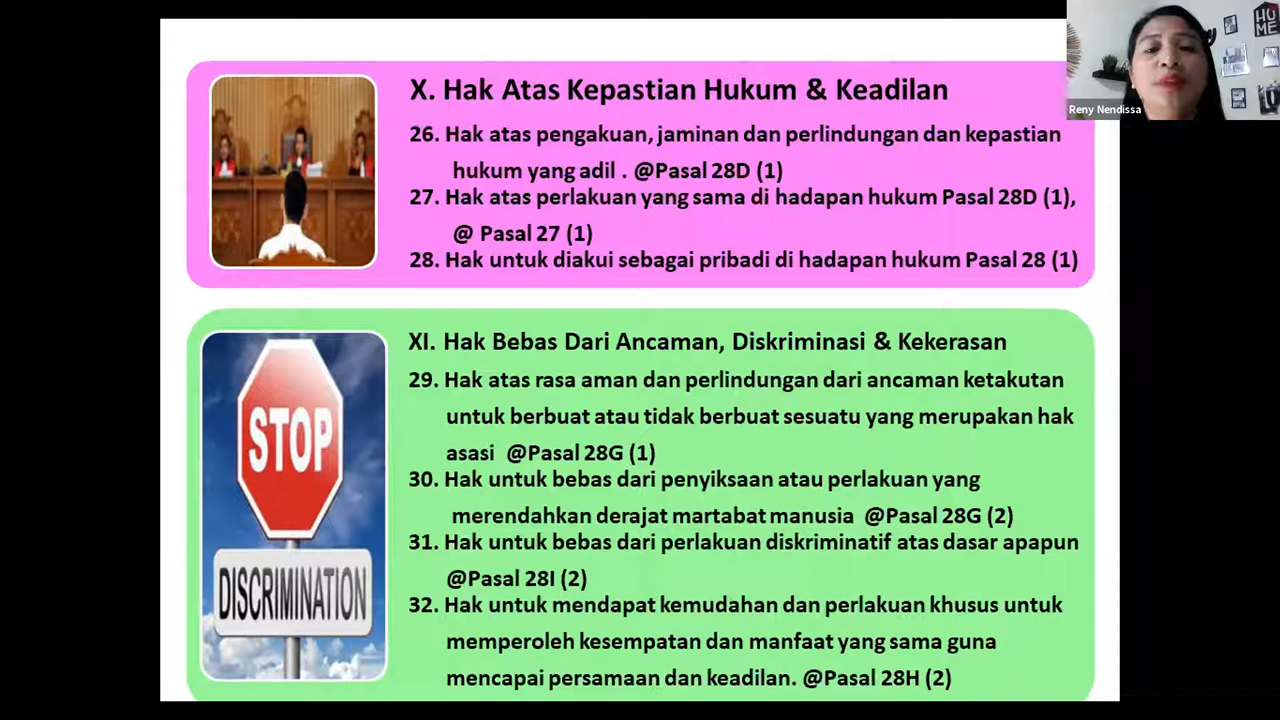 X. Hak Atas Kepastian Hukum & Keadilan
26. Hak atas pengakuan, jaminan dan perlindungan dan kepastian
hukum yang adil . @Pasal 28D (1)
27. Hak atas perlakuan yang sama di hadapan hukum Pasal 28D (1),
@ Pasal 27 (1)
28. Hak untuk diakui sebagai pribadi di hadapan hukum Pasal 28 (1)
HOME
Reny Nendissa
STOP
DISCRIMINATION
XI. Hak Bebas Dari Ancaman, Diskriminasi & Kekerasan
29. Hak atas rasa aman dan perlindungan dari ancaman ketakutan
untuk berbuat atau tidak berbuat sesuatu yang merupakan hak
asasi @Pasal 28G (1)
30. Hak untuk bebas dari penyiksaan atau perlakuan yang
merendahkan derajat martabat manusia @Pasal 28G (2)
31. Hak untuk bebas dari perlakuan diskriminatif atas dasar apapun
@Pasal 28I (2)
32. Hak untuk mendapat kemudahan dan perlakuan khusus untuk
memperoleh kesempatan dan manfaat yang sama guna
mencapai persamaan dan keadilan. @Pasal 28H (2)